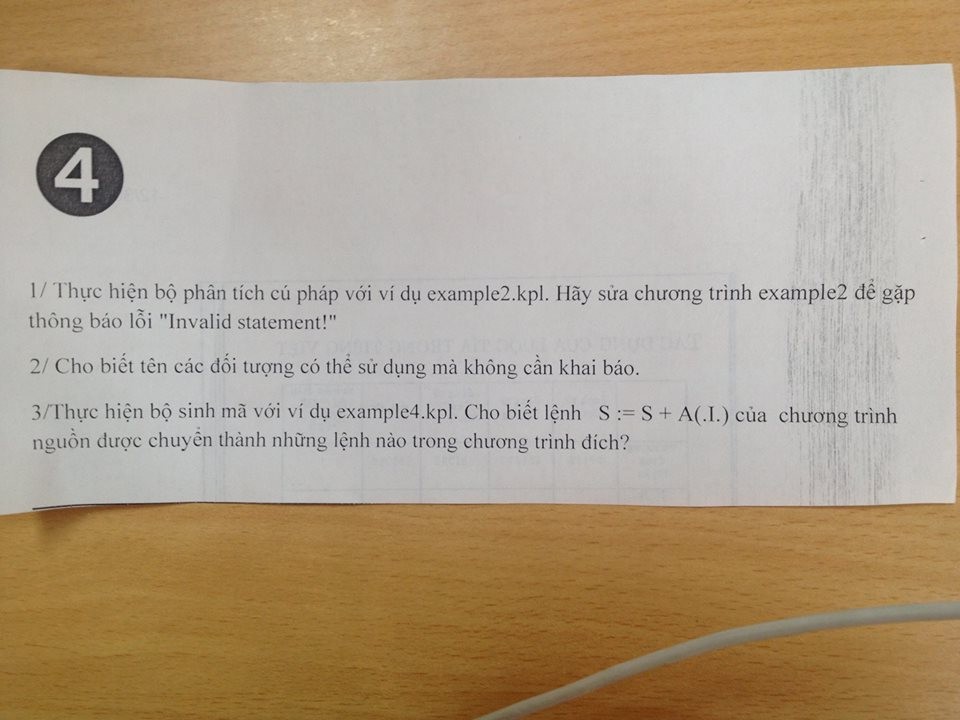 4
1/ Thực hiện bộ phân tích cú pháp với ví dụ example2.kpl. Hãy sửa chương trình example2 để gặp
thông báo lỗi "Invalid statement!"
2/ Cho biết tên các đối tượng có thể sử dụng mà không cần khai báo.
3/Thực hiện bộ sinh mã với ví dụ example4.kpl. Cho biết lệnh S := S + A(.I.) của chương trình
nguồn được chuyển thành những lệnh nào trong chương trình đích?